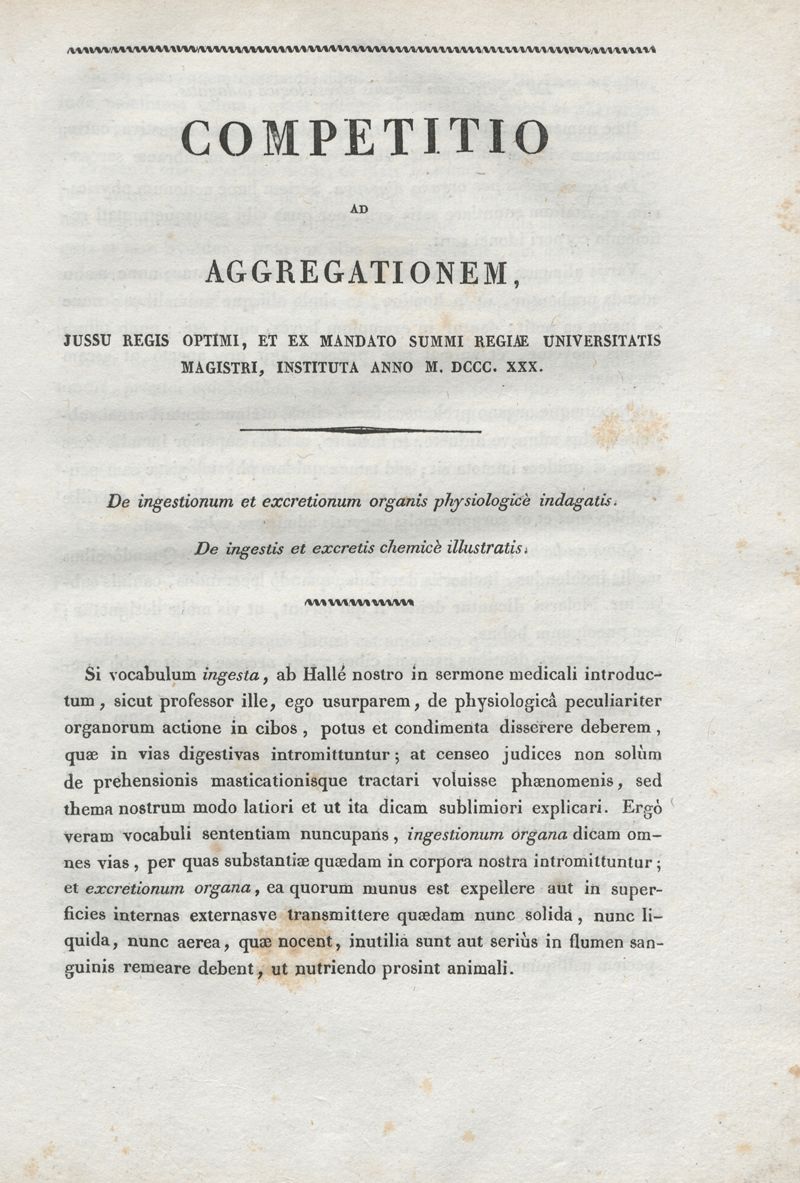 COMPETITIO
AD
AGGREGATIONEM,
JUSSU REGIS OPTIMI, ET EX MANDATO SUMMI REGIÆ UNIVERSITATIS
MAGISTRI, INSTITUTA ANNO M. DCCC. XXX.
De ingestionum et excretionum organis physiologicè indagatis.
De ingestis et excretis chemicè illustratis.
Si vocabulum ingesta, ab Hallé nostro in sermone medicali introduc-
tum, sicut professor ille, ego usurparem, de physiologicâ peculiariter
organorum actione in cibos, potus et condimenta disserere deberem,
quæ in vias digestivas intromittuntur; at censeo judices non solùm
de prehensionis masticationisque tractari voluisse phænomenis, sed
thema nostrum modo latiori et ut ita dicam sublimiori explicari. Ergò
veram vocabuli sententiam nuncupans, ingestionum organa dicam om-
nes vias, per quas substantiæ quædam in corpora nostra intromittuntur;
et excretionum organa, ea quorum munus est expellere aut in super-
ficies internas externasve transmittere quædam nunc solida, nunc li-
quida, nunc aerea, quæ nocent, inutilia sunt aut seriùs in flumen san-
guinis remeare debent, ut nutriendo prosint animali.